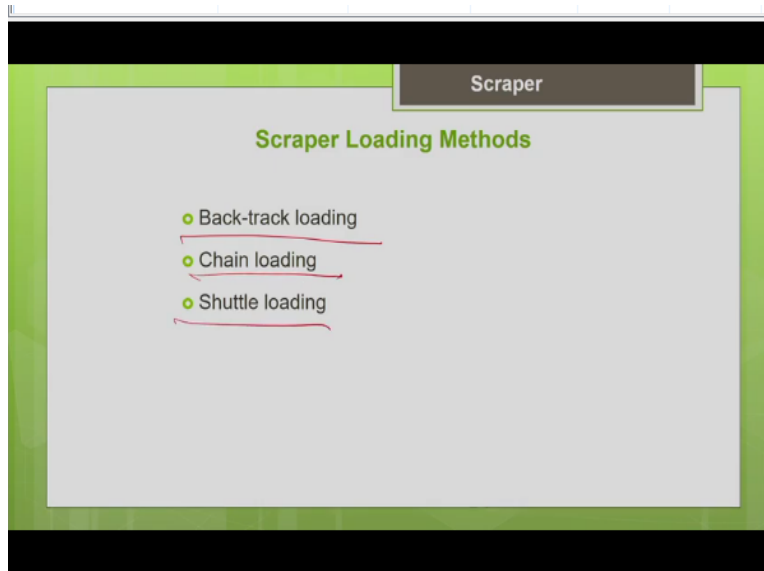 Scraper
Scraper Loading Methods
Back-track loading
Chain loading
Shuttle loading